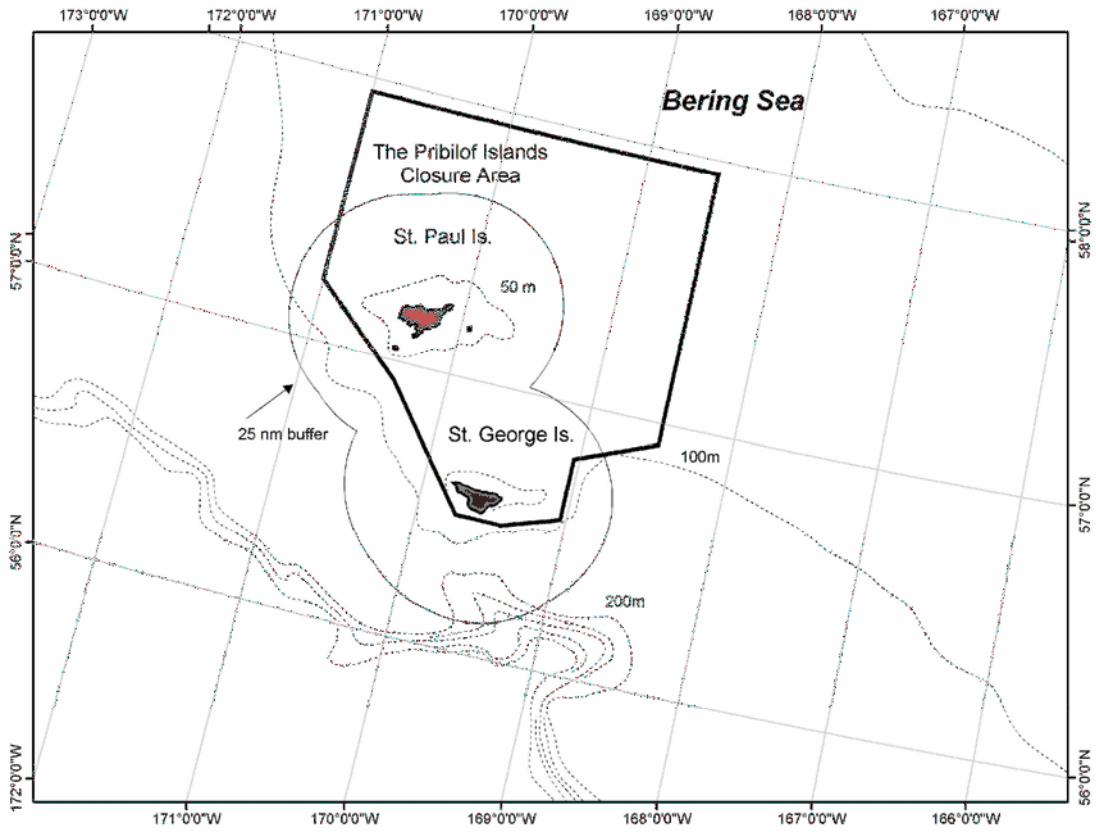 173°0'0"W 172°0'0"W 171°0'0"W 170°0'0"W 169°0'0"W 168°0'0"W 167°0'0"W
Bering Sea
The Pribilof Islands
Closure Area
St. Paul Is.
50 m
57°0'0"N
58°0'0"N
25 nm buffer
St. George Is.
100m
57°0'0"N
56°0'0"N
200m
172°0'0"W
56°0'0"N
171°0'0"W 170°0'0"W 169°0'0"W 168°0'0"W 167°0'0"W 166°0'0"W